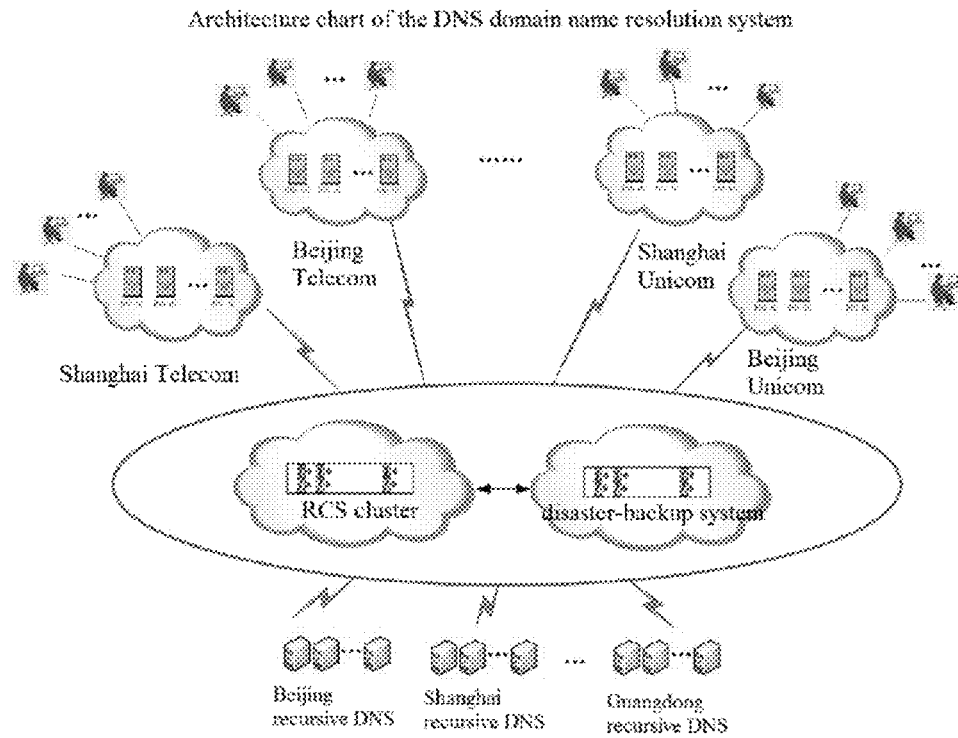 Architecture chart of the DNS domain name resolution system
Beijing
Telecom
Shanghai
Unicom
Shanghai Telecom
Beijing
Unicom
RCS cluster
disaster-backup system
Beijing
recursive DNS
Shanghai
recursive DNS
Guangdong
recursive DNS